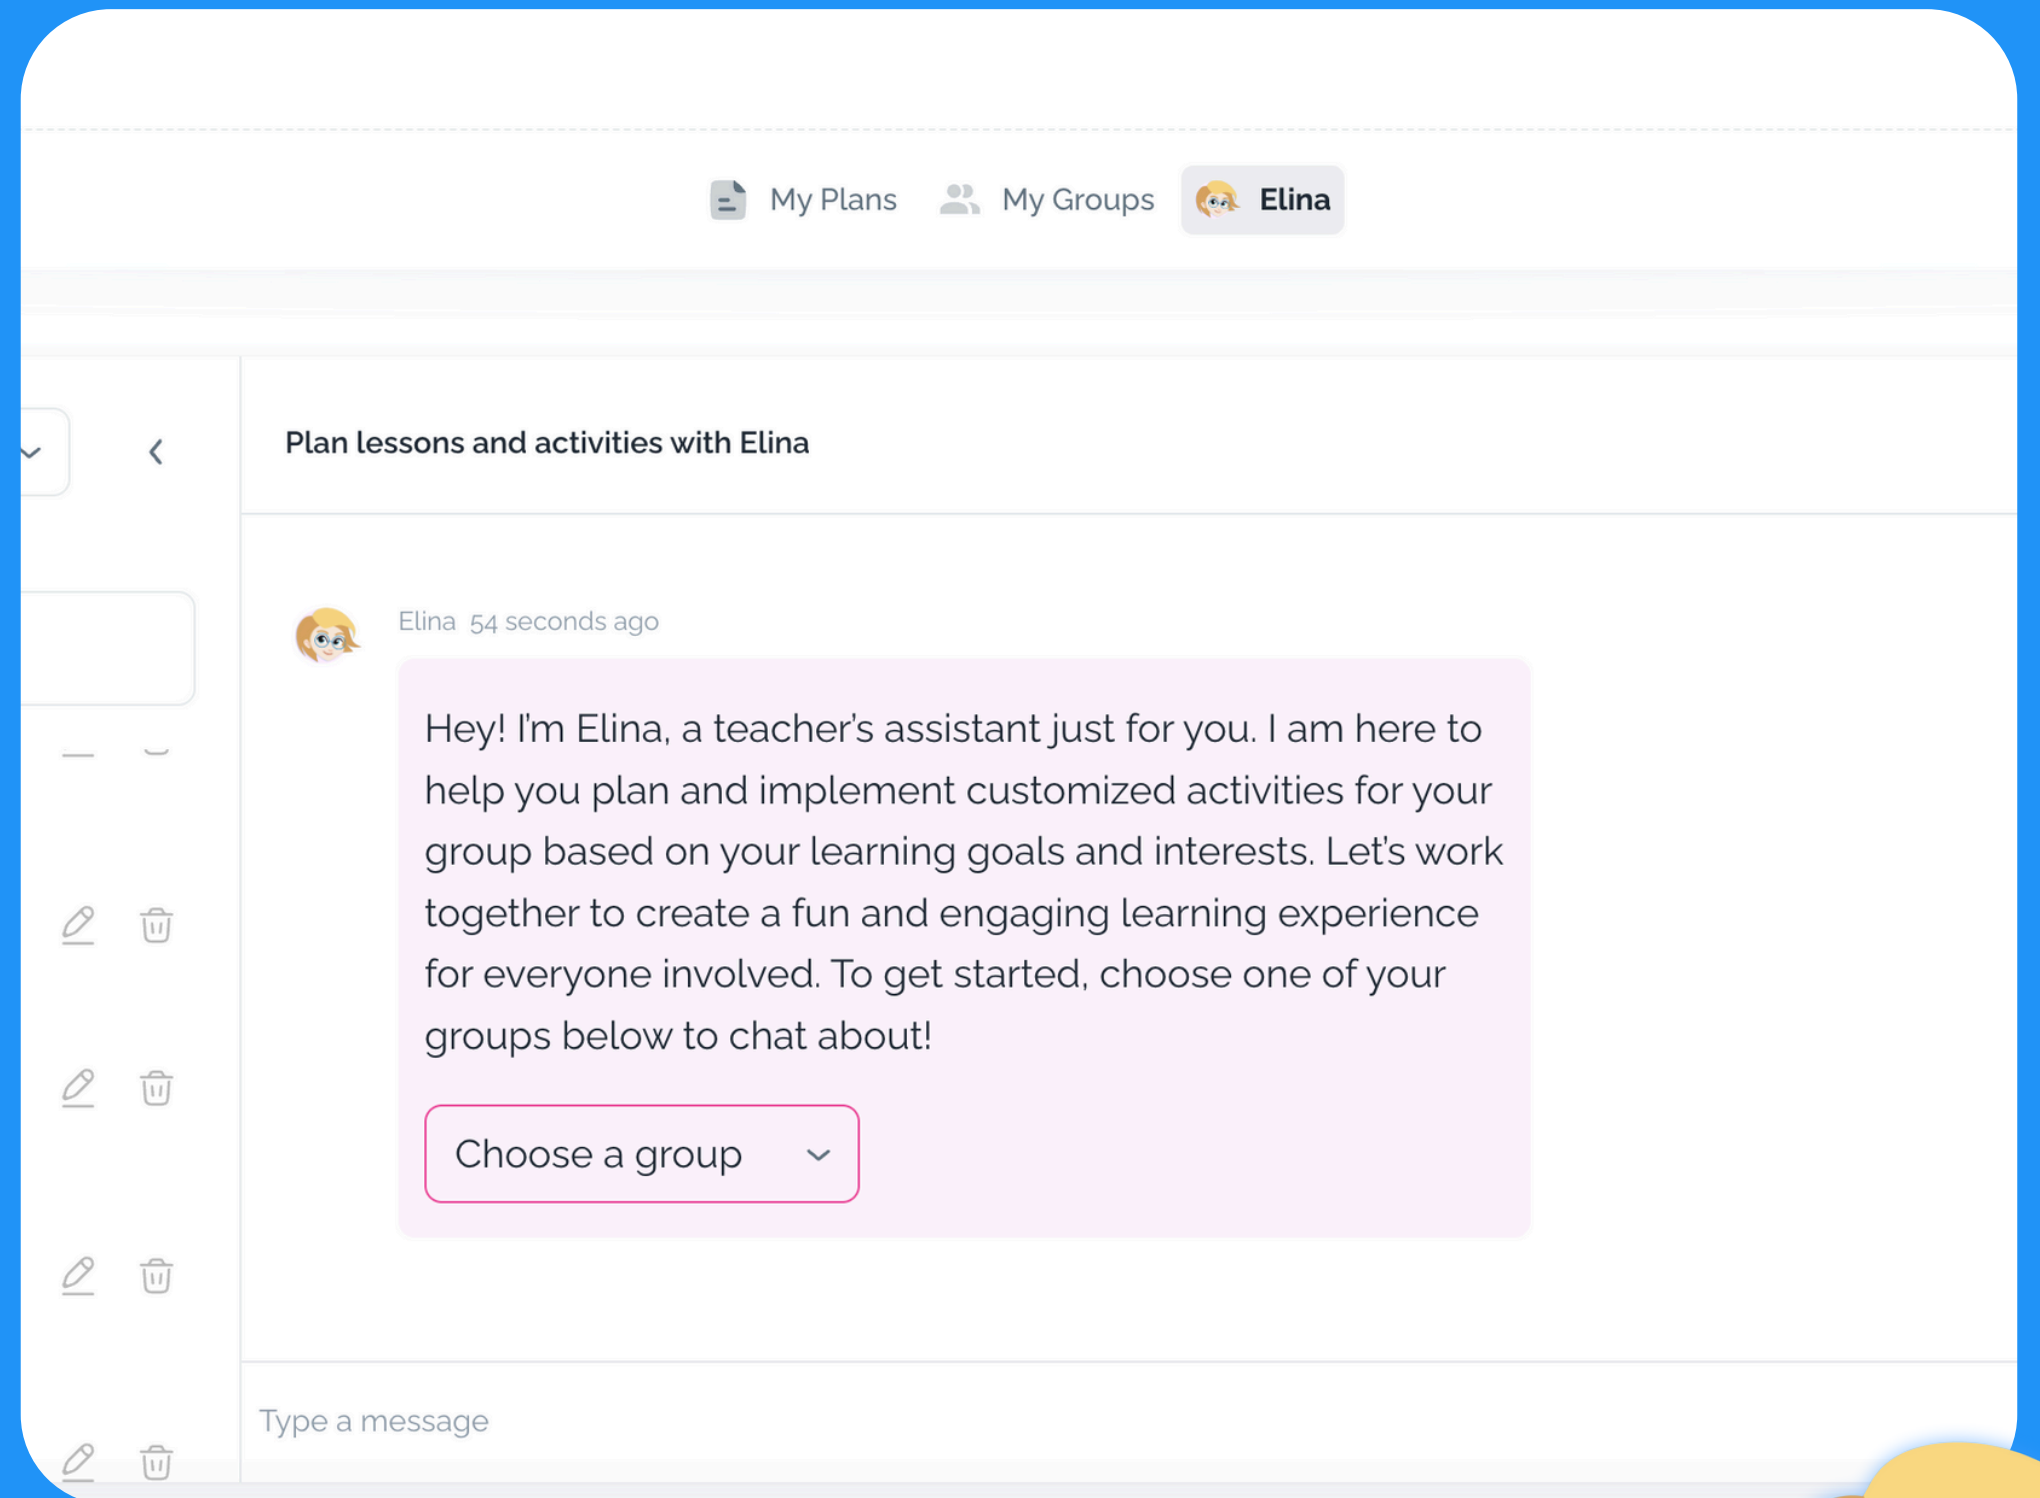 My Plans
My Groups
Elina
Plan lessons and activities with Elina
Elina 54 seconds ago
Hey! I'm Elina, a teacher's assistant just for you. I am here to
help you plan and implement customized activities for your
group based on your learning goals and interests. Let's work
together to create a fun and engaging learning experience
for everyone involved. To get started, choose one of your
groups below to chat about!
Choose a group
Type a message